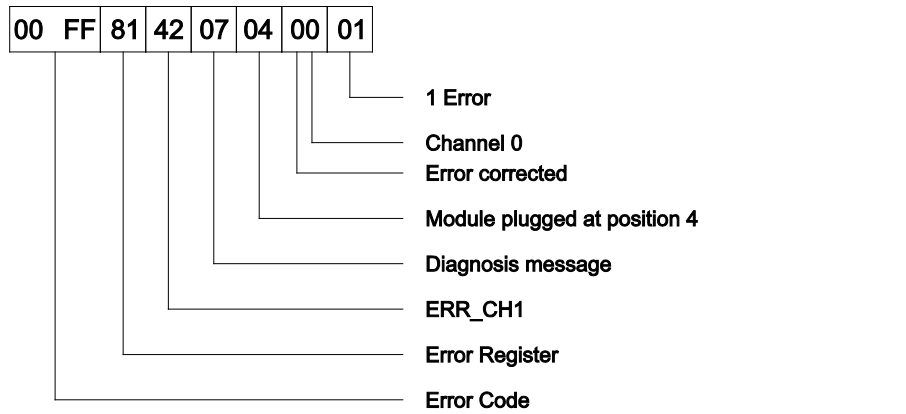 00 FF 81 42 07 04 00 01
1 Error
Channel 0
Error corrected
Module plugged at position 4
Diagnosis message
ERR_CH1
Error Register
Error Code